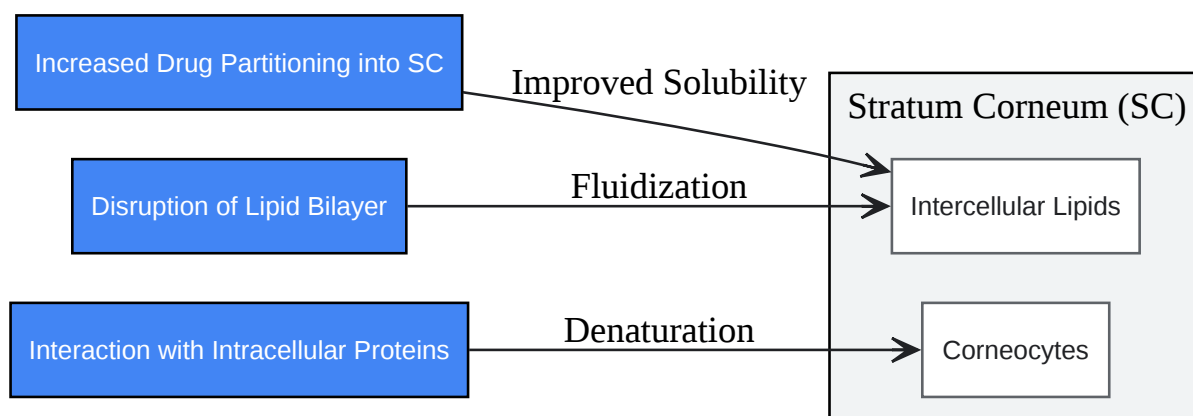 Increased Drug Partitioning into SC
Improved Solubility
Stratum Corneum (SC)
Disruption of Lipid Bilayer
Fluidization
Intercellular Lipids
Interaction with Intracellular Proteins
Denaturation
Corneocytes